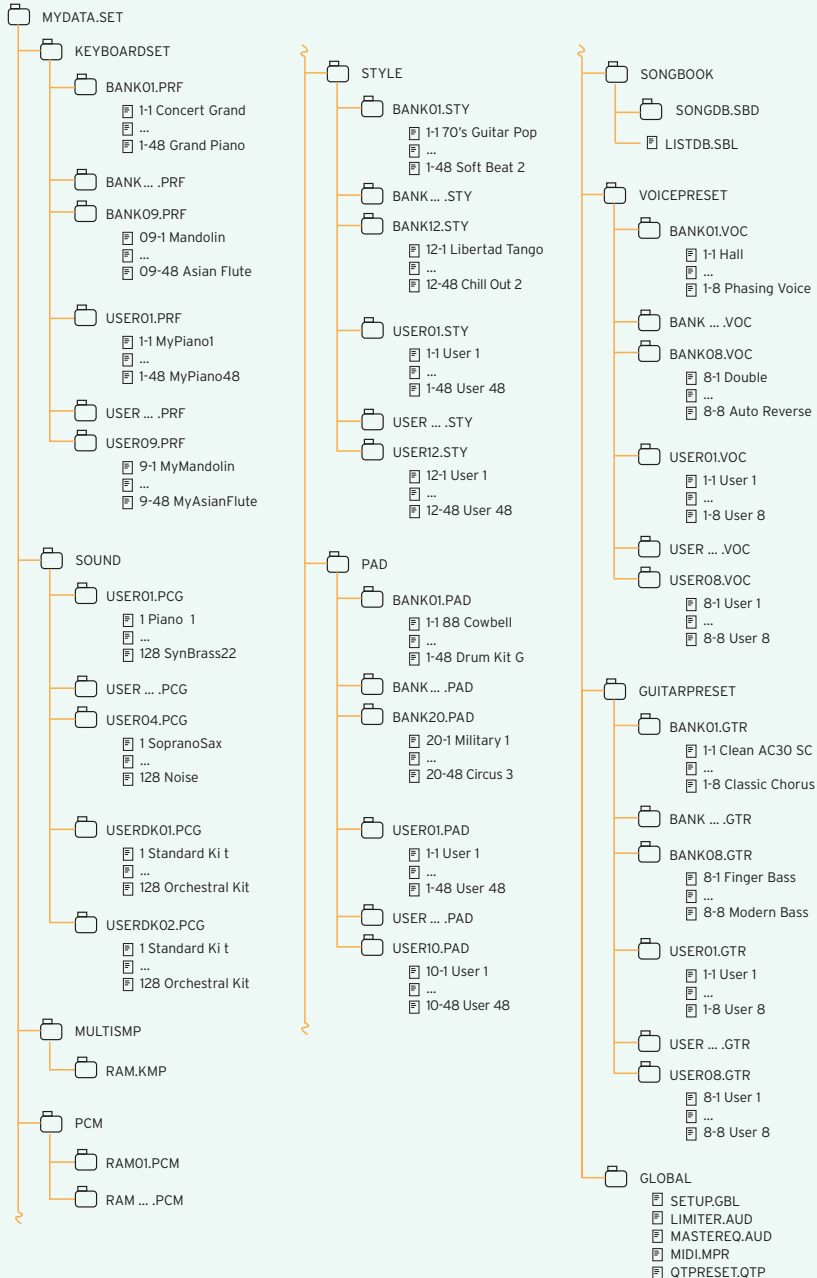 MYDATA.SET
KEYBOARDSET
BANK01.PRF
1-1 Concert Grand
...
1-48 Grand Piano
BANK... .PRF
BANK09.PRF
09-1 Mandolin
...
09-48 Asian Flute
USER01.PRF
1-1 MyPiano1
...
1-48 MyPiano48
USER ... .PRF
USER09.PRF
9-1 MyMandolin
...
9-48 MyAsianFlute
SOUND
USER01.PCG
1 Piano 1
...
128 SynBrass22
USER ... .PCG
USER04.PCG
1 SopranoSax
...
128 Noise
USERDK01.PCG
1 Standard Ki t
...
128 Orchestral Kit
USERDK02.PCG
1 Standard Ki t
...
128 Orchestral Kit
MULTISMP
RAM.KMP
PCM
RAM01.PCM
RAM ... .PCM
STYLE
BANK01.STY
1-1 70's Guitar Pop
...
1-48 Soft Beat 2
BANK... .STY
BANK12.STY
12-1 Libertad Tango
...
12-48 Chill Out 2
USER01.STY
1-1 User 1
...
1-48 User 48
USER ... .STY
USER12.STY
12-1 User 1
...
12-48 User 48
PAD
BANK01.PAD
1-1 88 Cowbell
...
1-48 Drum Kit G
BANK... .PAD
BANK20.PAD
20-1 Military 1
...
20-48 Circus 3
USER01.PAD
1-1 User 1
...
1-48 User 48
USER ... .PAD
USER10.PAD
10-1 User 1
...
10-48 User 48
SONGBOOK
SONGDB.SBD
LISTDB.SBL
VOICEPRESET
BANK01.VOC
1-1 Hall
...
1-8 Phasing Voice
BANK ... .VOC
BANK08.VOC
8-1 Double
...
8-8 Auto Reverse
USER01.VOC
1-1 User 1
...
1-8 User 8
USER ... .VOC
USER08.VOC
8-1 User 1
...
8-8 User 8
GUITARPRESET
BANK01.GTR
1-1 Clean AC30 SC
...
1-8 Classic Chorus
BANK ... .GTR
BANK08.GTR
8-1 Finger Bass
...
8-8 Modern Bass
USER01.GTR
1-1 User 1
...
1-8 User 8
USER ... .GTR
USER08.GTR
8-1 User 1
...
8-8 User 8
GLOBAL
SETUP.GBL
LIMITER.AUD
MASTEREQ.AUD
MIDI.MPR
QTPRESET.QTP